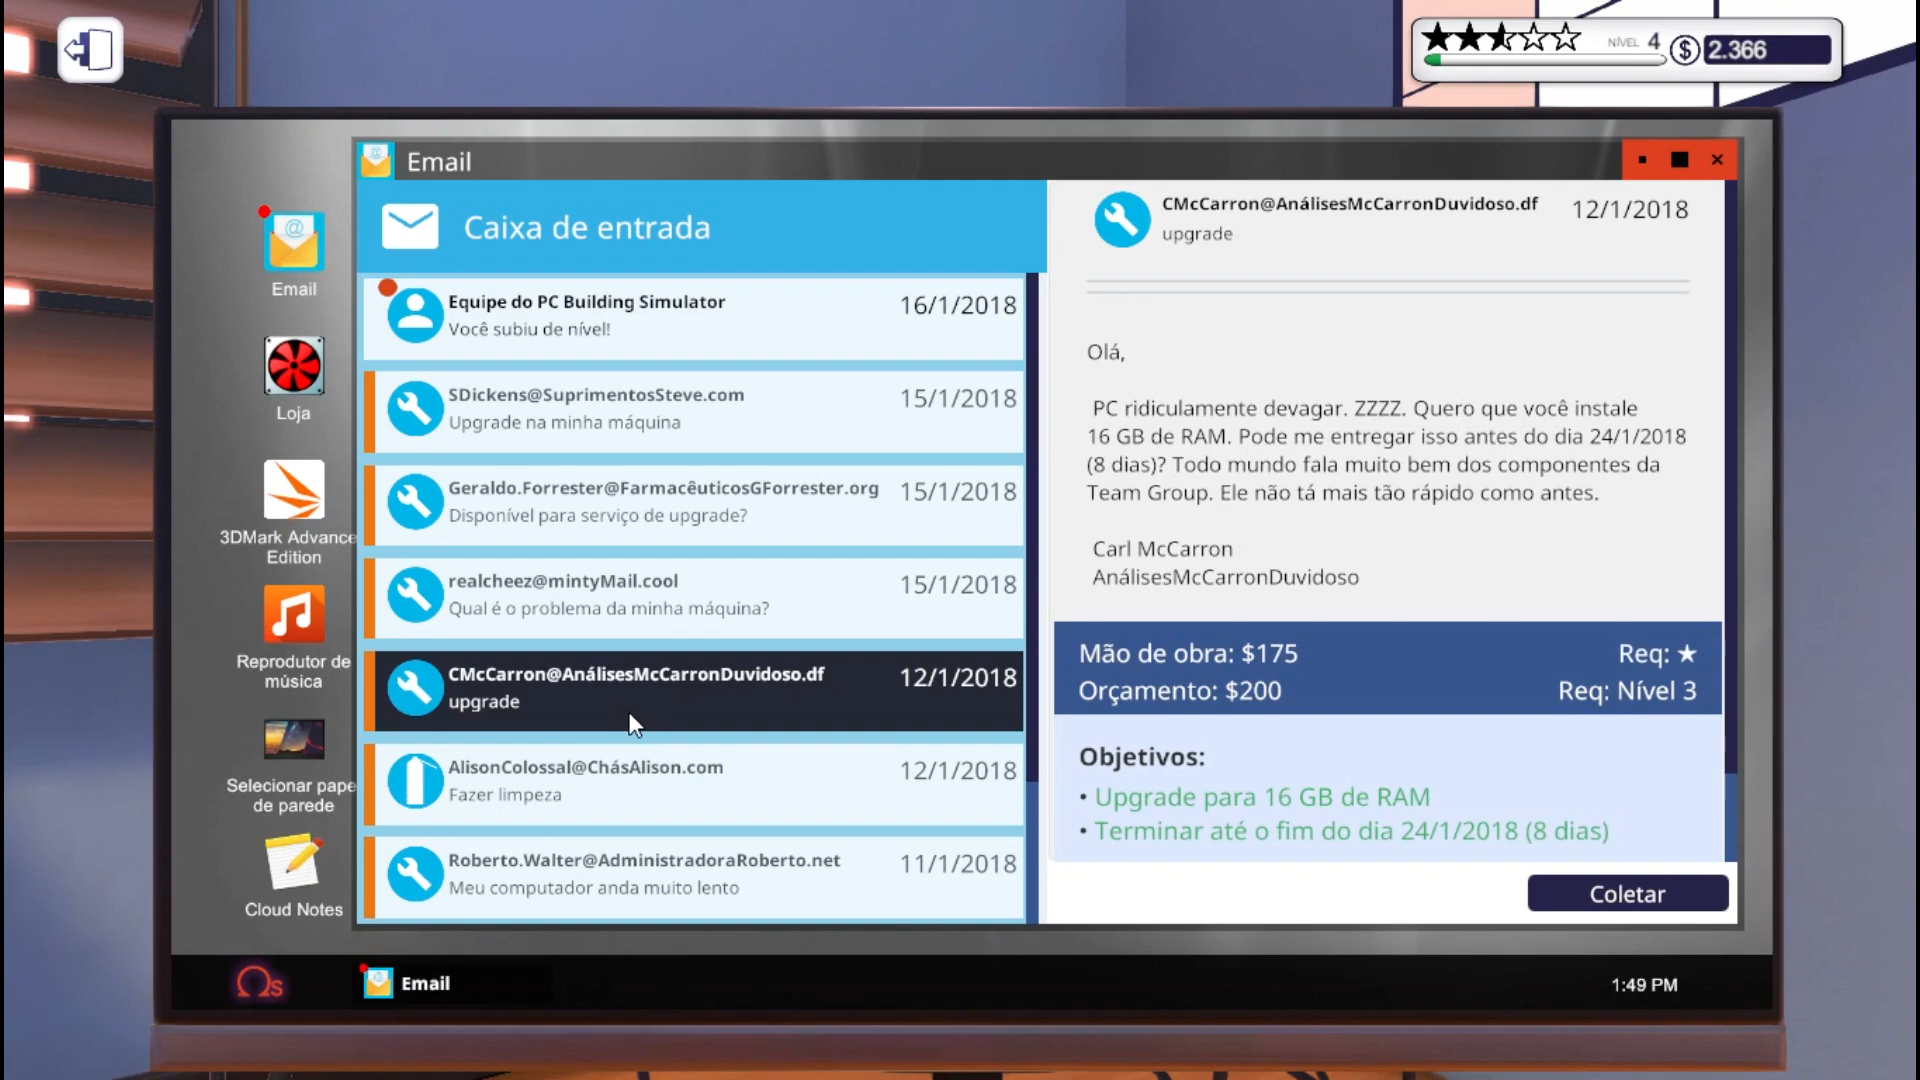 NÍVEL 4
$ 2.366
Email
Email
Caixa de entrada
Equipe do PC Building Simulator
16/1/2018
Você subiu de nível!
SDickens@SuprimentosSteve.com
15/1/2018
Upgrade na minha máquina
Geraldo.Forrester@FarmacêuticosGForrester.org
15/1/2018
Disponível para serviço de upgrade?
realcheez@mintyMail.cool
15/1/2018
Qual é o problema da minha máquina?
CMcCarron@AnálisesMcCarronDuvidoso.df
12/1/2018
upgrade
AlisonColossal@ChásAlison.com
12/1/2018
Fazer limpeza
Roberto.Walter@AdministradoraRoberto.net
11/1/2018
Meu computador anda muito lento
CMcCarron@AnálisesMcCarronDuvidoso.df
12/1/2018
upgrade
Olá,
PC ridiculamente devagar. ZZZZ. Quero que você instale
16 GB de RAM. Pode me entregar isso antes do dia 24/1/2018
(8 dias)? Todo mundo fala muito bem dos componentes da
Team Group. Ele não tá mais tão rápido como antes.
Carl McCarron
AnálisesMcCarronDuvidoso
Mão de obra: $175
Req: ★
Orçamento: $200
Req: Nível 3
Objetivos:
• Upgrade para 16 GB de RAM
• Terminar até o fim do dia 24/1/2018 (8 dias)
Coletar
Loja
3DMark Advance
Edition
Reprodutor de
música
Selecionar pape
de parede
Cloud Notes
Ωs
Email
1:49 PM